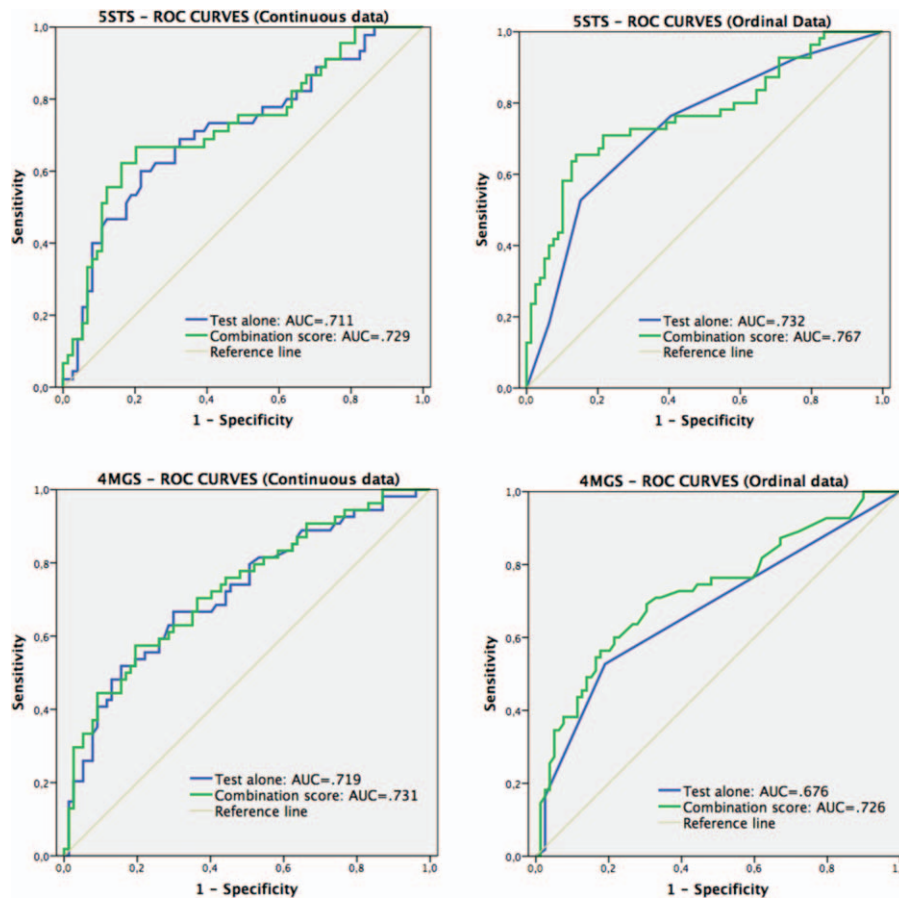 5STS - ROC CURVES (Continuous data)
1,0
0,8
0,6
0,4
0,2
0,0
Sensitivity
Test alone: AUC=.711
Combination score: AUC=.729
Reference line
0,0 0,2 0,4 0,6 0,8 1,0
1 - Specificity
5STS - ROC CURVES (Ordinal Data)
1,0
0,8
0,6
0,4
0,2
0,0
Sensitivity
Test alone: AUC=.732
Combination score: AUC=.767
Reference line
0,0 0,2 0,4 0,6 0,8 1,0
1 - Specificity
4MGS - ROC CURVES (Continuous data)
1,0
0,8
0,6
0,4
0,2
0,0
Sensitivity
Test alone: AUC=.719
Combination score: AUC=.731
Reference line
0,0 0,2 0,4 0,6 0,8 1,0
1 - Specificity
4MGS - ROC CURVES (Ordinal data)
1,0
0,8
0,6
0,4
0,2
0,0
Sensitivity
Test alone: AUC=.676
Combination score: AUC=.726
Reference line
0,0 0,2 0,4 0,6 0,8 1,0
1 - Specificity